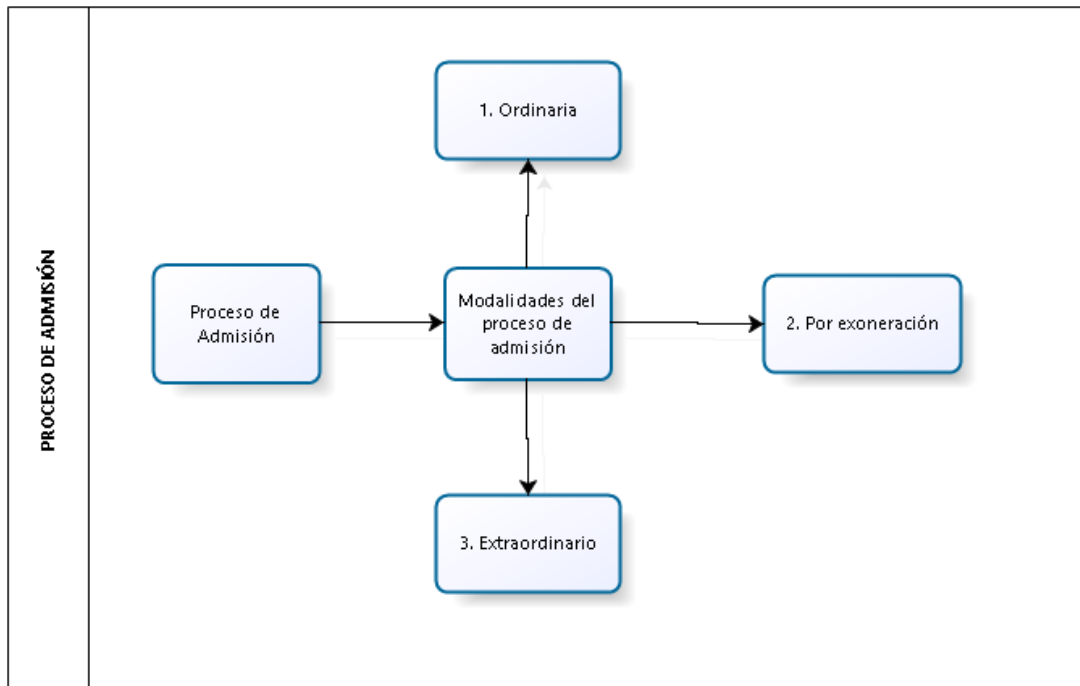 PROCESO DE ADMISIÓN
1. Ordinaria
Proceso de
Admisión
Modalidades del
proceso de
admisión
2. Por exoneración
3. Extraordinario